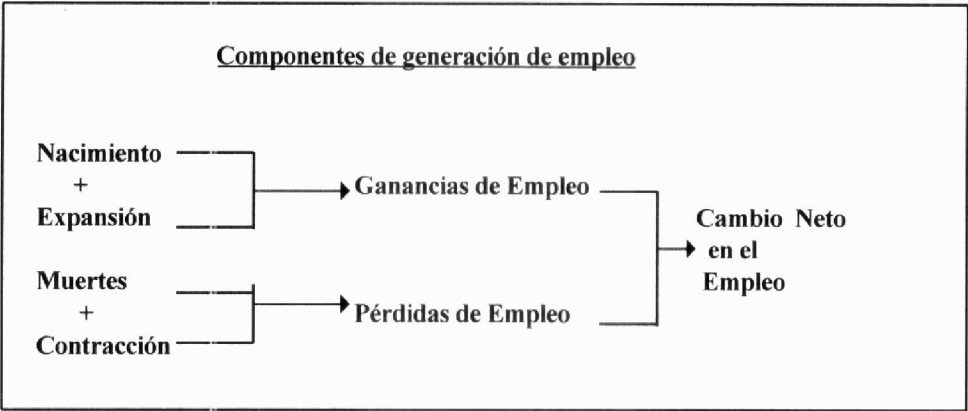 Componentes de generación de empleo
Nacimiento
+
Expansión
Ganancias de Empleo
Muertes
+
Contracción
Pérdidas de Empleo
Cambio Neto
en el
Empleo